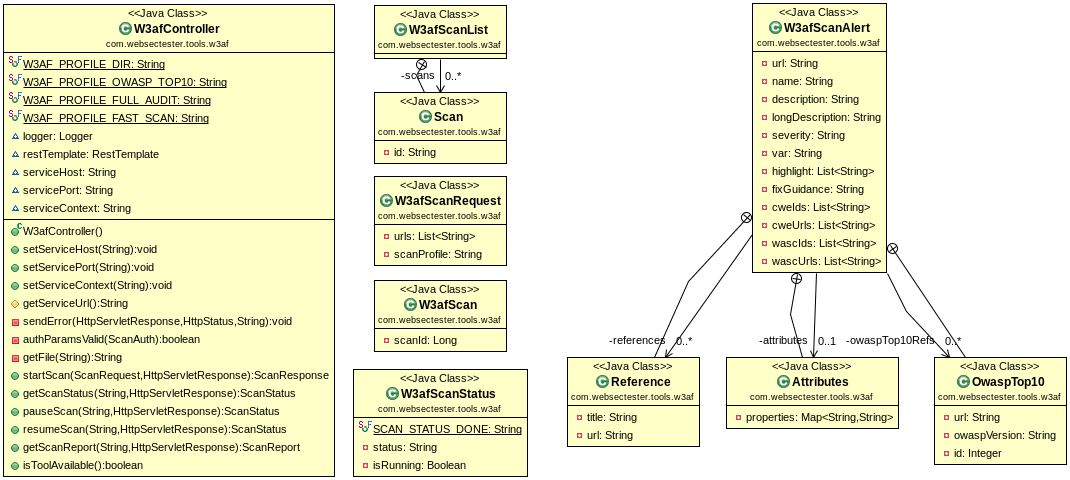 <<Java Class>>
W3afController
com.websectester.tools.w3af
W3AF_PROFILE_DIR: String
W3AF_PROFILE_OWASP_TOP10: String
W3AF_PROFILE_FULL_AUDIT: String
W3AF_PROFILE_FAST_SCAN: String
logger: Logger
restTemplate: RestTemplate
serviceHost: String
servicePort: String
serviceContext: String
W3afController()
setServiceHost(String):void
setServicePort(String):void
setServiceContext(String):void
getServiceUrl():String
sendError(HttpServletResponse,HttpStatus,String):void
authParamsValid(ScanAuth):boolean
getFile(String):String
startScan(ScanRequest,HttpServletResponse):ScanResponse
getScanStatus(String,HttpServletResponse):ScanStatus
pauseScan(String,HttpServletResponse):ScanStatus
resumeScan(String,HttpServletResponse):ScanStatus
getScanReport(String,HttpServletResponse):ScanReport
isToolAvailable():boolean
<<Java Class>>
W3afScanList
com.websectester.tools.w3af
-scans
0..*
<<Java Class>>
Scan
com.websectester.tools.w3af
id: String
<<Java Class>>
W3afScanRequest
com.websectester.tools.w3af
urls: List<String>
scanProfile: String
<<Java Class>>
W3afScan
com.websectester.tools.w3af
scanId: Long
<<Java Class>>
W3afScanStatus
com.websectester.tools.w3af
SCAN_STATUS_DONE: String
status: String
isRunning: Boolean
<<Java Class>>
W3afScanAlert
com.websectester.tools.w3af
url: String
name: String
description: String
longDescription: String
severity: String
var: String
highlight: List<String>
fixGuidance: String
cweIds: List<String>
cweUrls: List<String>
wascIds: List<String>
wascUrls: List<String>
-references
0..*
-attributes
0..1
-owaspTop10Refs
0..*
<<Java Class>>
Reference
com.websectester.tools.w3af
title: String
url: String
<<Java Class>>
Attributes
com.websectester.tools.w3af
properties: Map<String,String>
<<Java Class>>
OwaspTop10
com.websectester.tools.w3af
url: String
owaspVersion: String
id: Integer